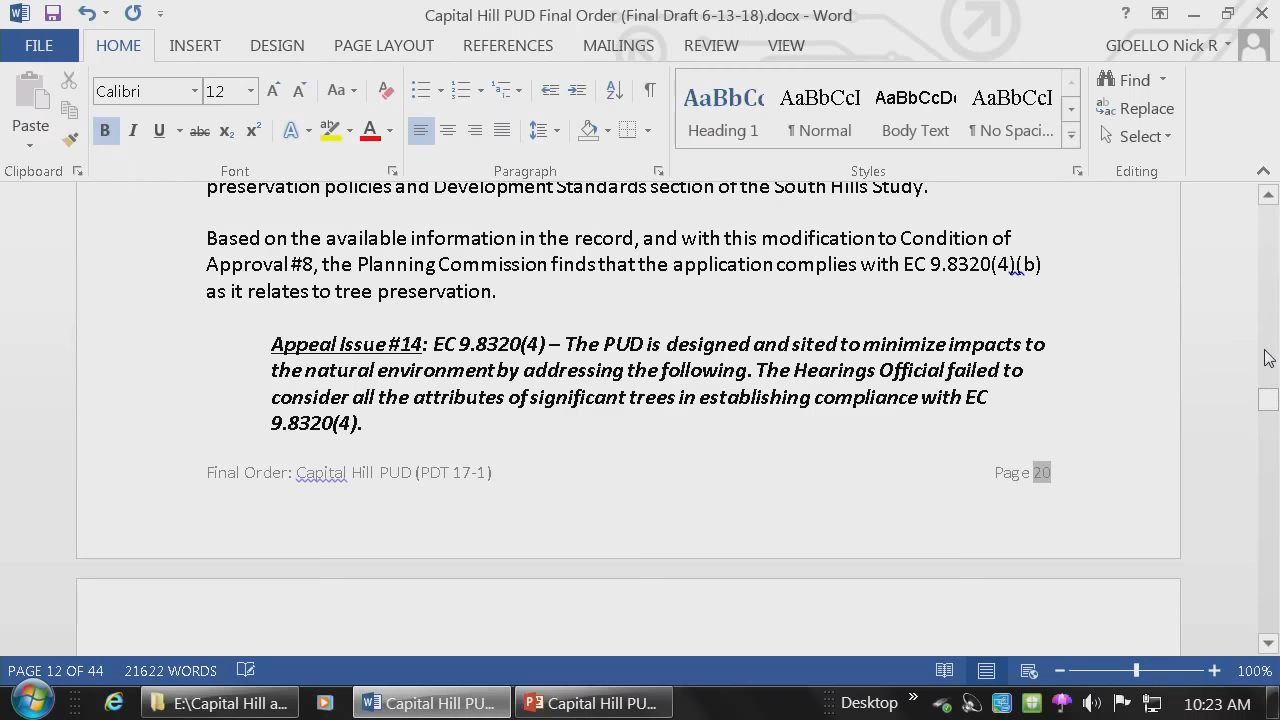 Capital Hill PUD Final Order (Final Draft 6-13-18).docx - Word
FILE HOME INSERT DESIGN PAGE LAYOUT REFERENCES MAILINGS REVIEW VIEW GIOELLO Nick R
Calibri 12 Aa
Paste
B I U abc x₂ x² A ab A
AaBbCc AaBbCcI AaBbCcDc AaBbCcI
Heading 1 ¶ Normal Body Text ¶ No Spaci...
Find
Replace
Select
Clipboard Font Paragraph Styles Editing
preservation policies and Development Standards section of the South Hills Study.
Based on the available information in the record, and with this modification to Condition of
Approval #8, the Planning Commission finds that the application complies with EC 9.8320(4)(b)
as it relates to tree preservation.
Appeal Issue #14: EC 9.8320(4) – The PUD is designed and sited to minimize impacts to
the natural environment by addressing the following. The Hearings Official failed to
consider all the attributes of significant trees in establishing compliance with EC
9.8320(4).
Final Order: Capital Hill PUD (PDT 17-1) Page 20
PAGE 12 OF 44 21622 WORDS 100%
E:\Capital Hill a... Capital Hill PU... Capital Hill PU... Desktop » 10:23 AM